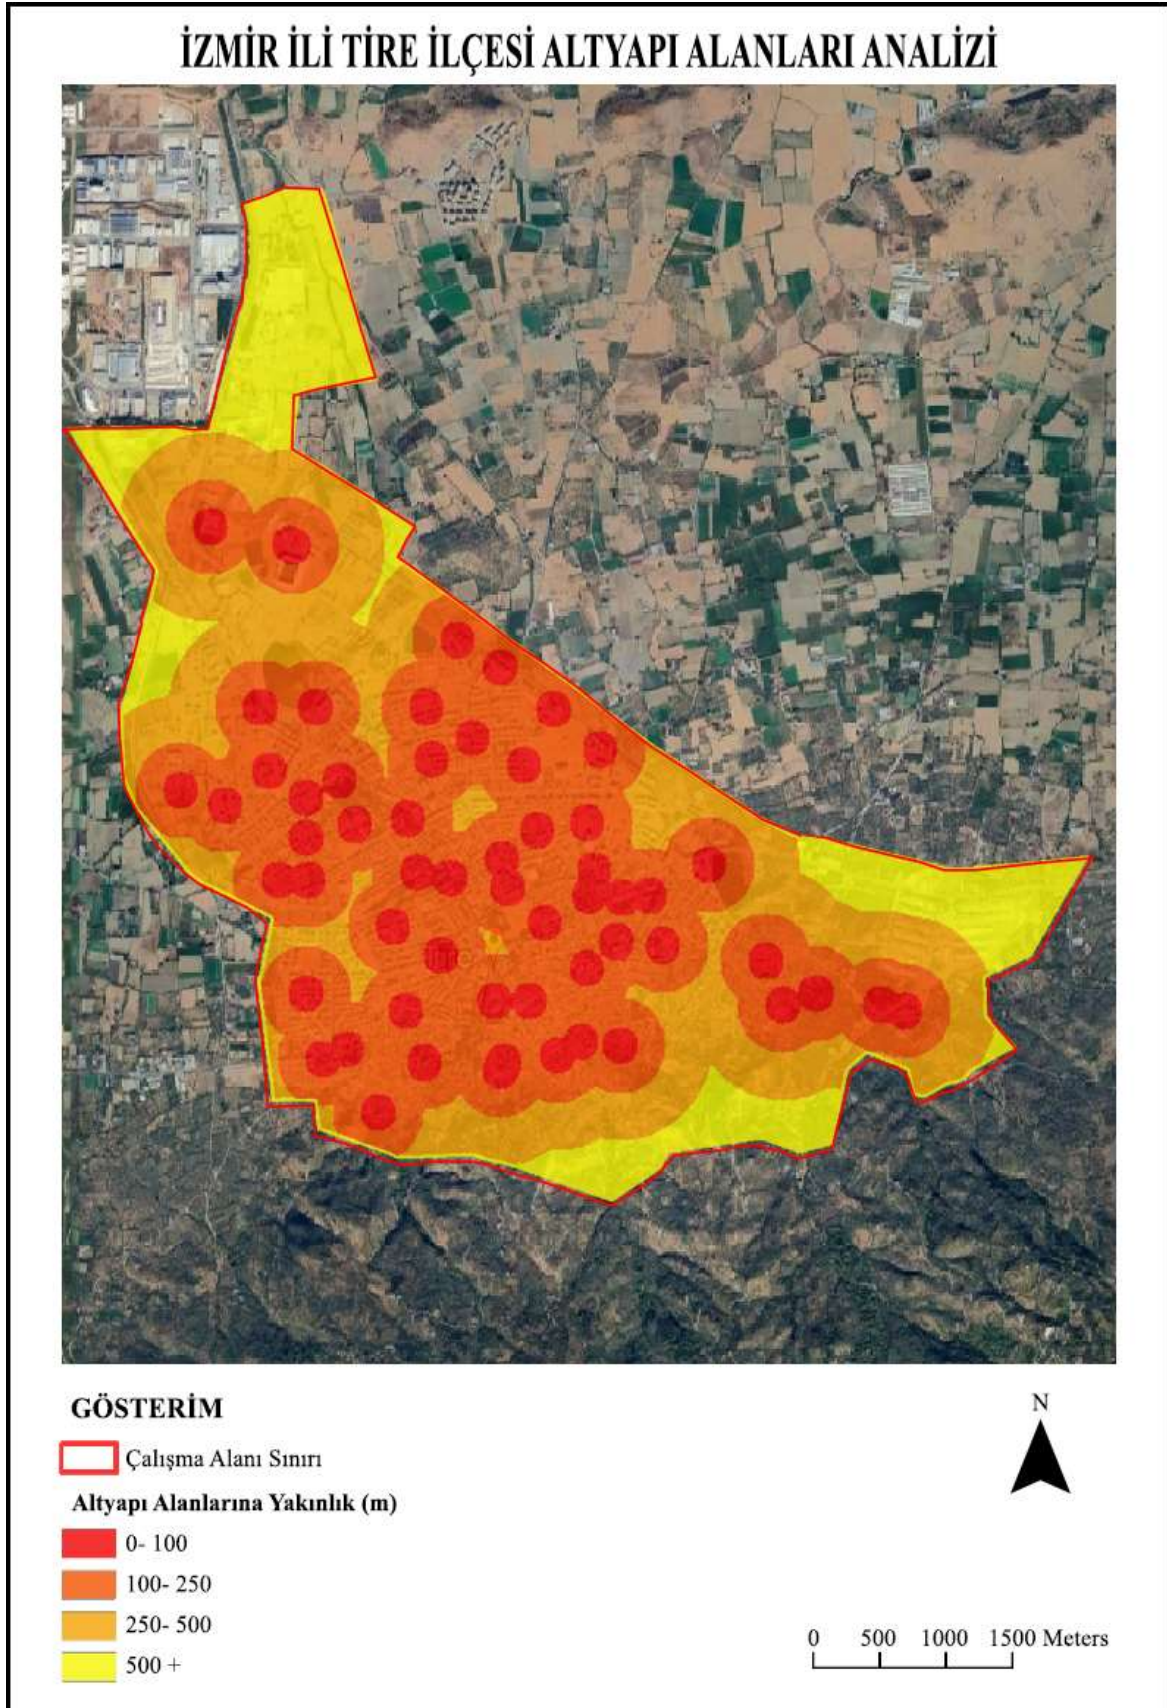 İZMİR İLİ TİRE İLÇESİ ALTYAPI ALANLARI ANALİZİ
GÖSTERİM
Çalışma Alanı Sınırı
Altyapı Alanlarına Yakınlık (m)
0- 100
100- 250
250- 500
500 +
N
0 500 1000 1500 Meters